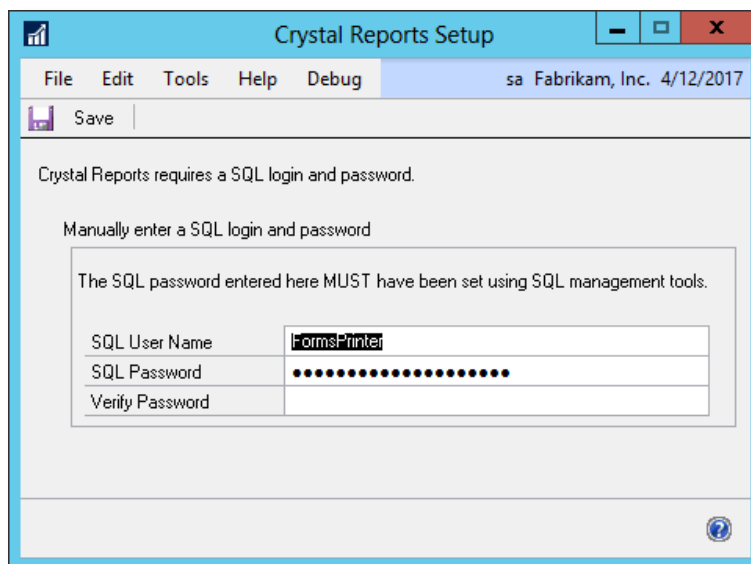 Crystal Reports Setup
File Edit Tools Help Debug sa Fabrikam, Inc. 4/12/2017
Save
Crystal Reports requires a SQL login and password.
Manually enter a SQL login and password
The SQL password entered here MUST have been set using SQL management tools.
SQL User Name FormsPrinter
SQL Password ●●●●●●●●●●●●●●●●●●●●
Verify Password